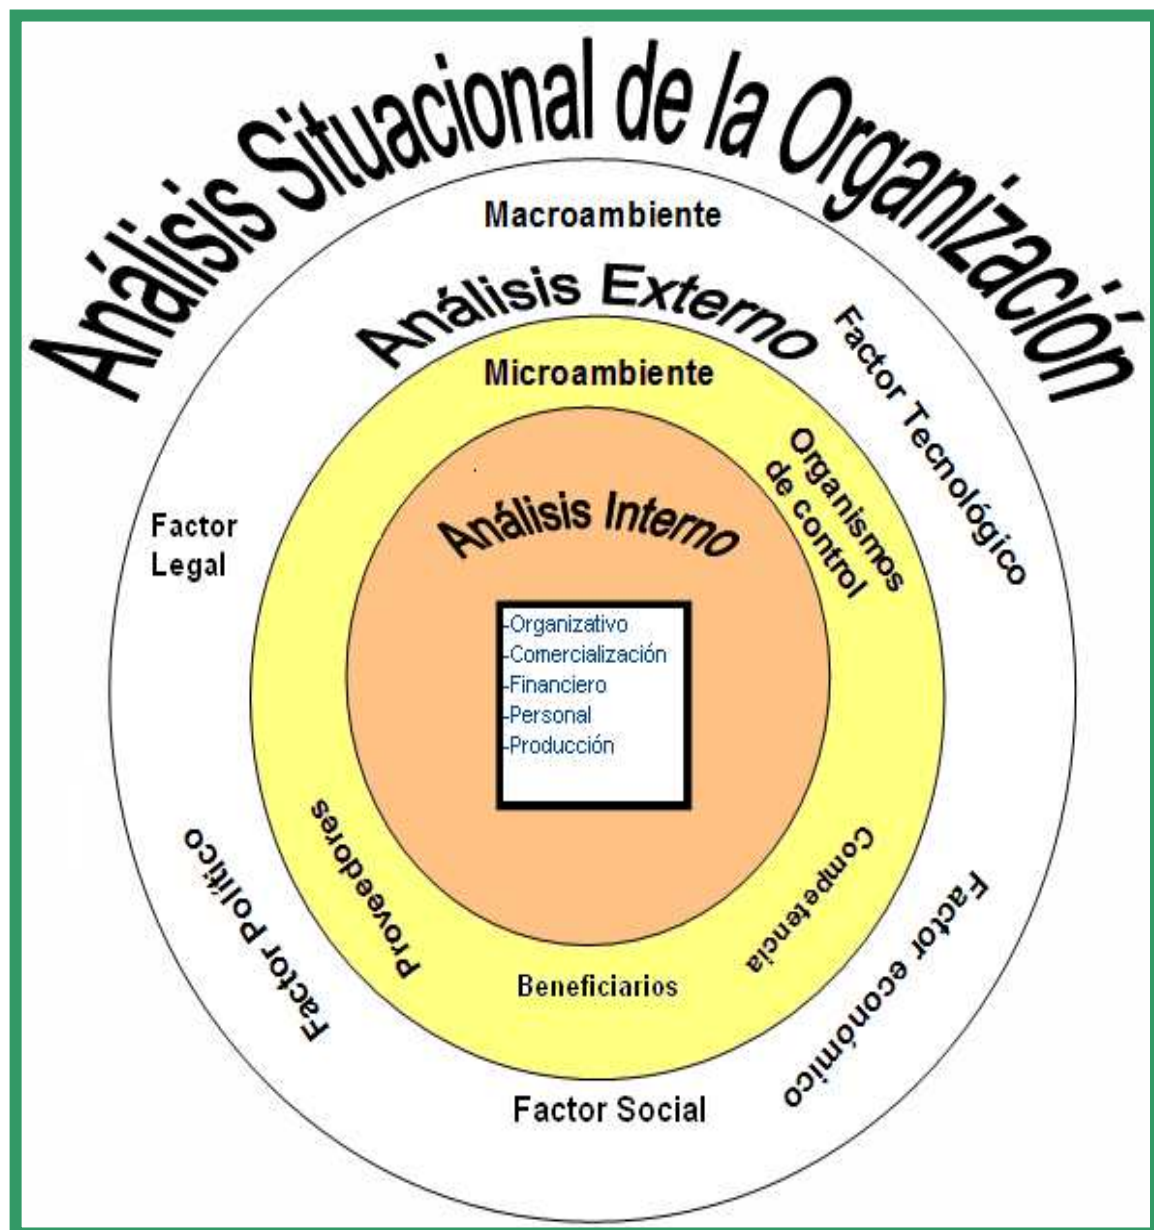 Análisis Situacional de la Organización
Macroambiente
Análisis Externo
Factor Tecnológico
Microambiente
Organismos
de control
Análisis Interno
Factor
Legal
-Organizativo
-Comercialización
-Financiero
-Personal
-Producción
Proveedores
Competencia
Factor Político
Beneficiarios
Factor económico
Factor Social